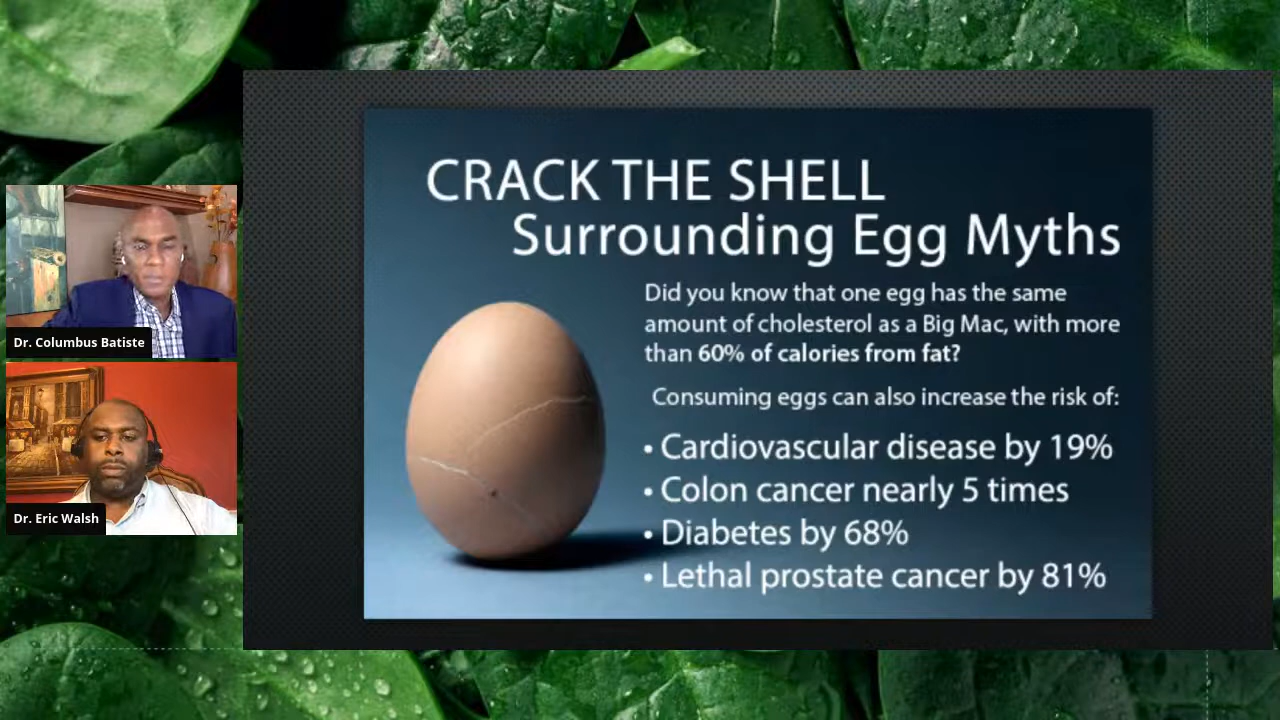 CRACK THE SHELL
Surrounding Egg Myths
Did you know that one egg has the same
amount of cholesterol as a Big Mac, with more
than 60% of calories from fat?
Consuming eggs can also increase the risk of:
• Cardiovascular disease by 19%
• Colon cancer nearly 5 times
• Diabetes by 68%
• Lethal prostate cancer by 81%
Dr. Columbus Batiste
Dr. Eric Walsh